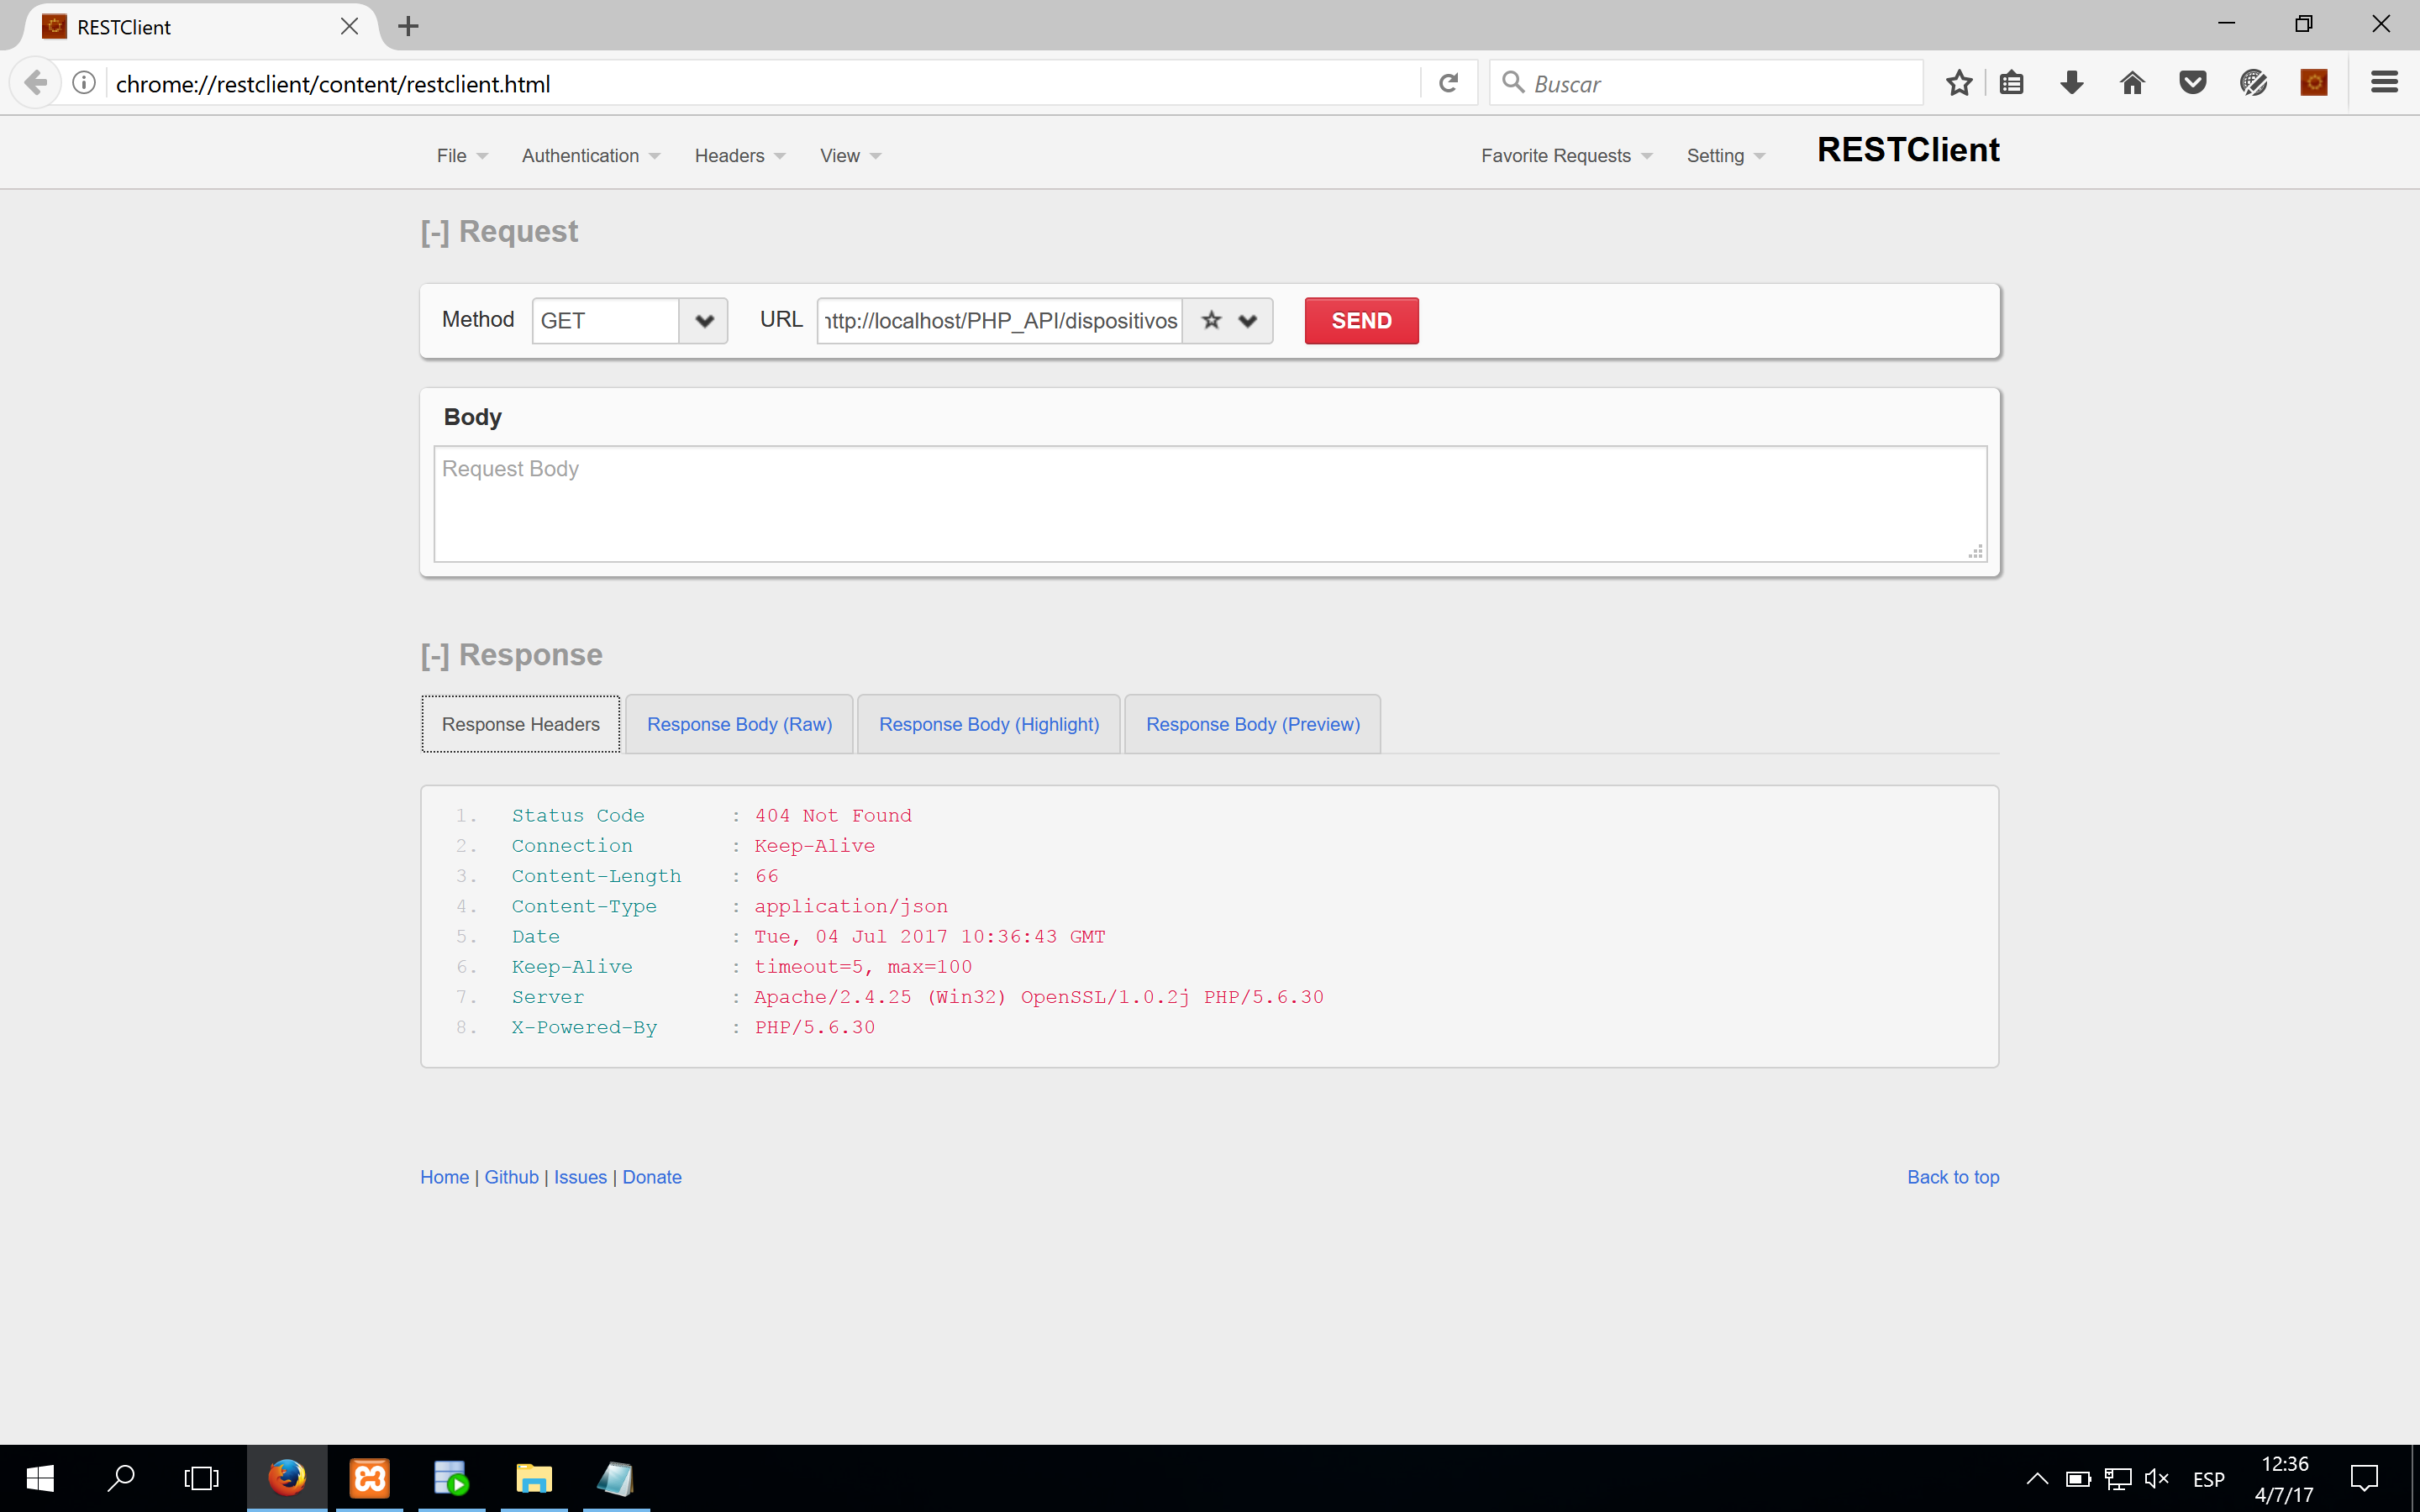 RESTClient
chrome://restclient/content/restclient.html
Buscar
File
Authentication
Headers
View
Favorite Requests
Setting
RESTClient
[-] Request
Method
GET
URL
http://localhost/PHP_API/dispositivos
SEND
Body
Request Body
[-] Response
Response Headers
Response Body (Raw)
Response Body (Highlight)
Response Body (Preview)
1. Status Code : 404 Not Found
2. Connection : Keep-Alive
3. Content-Length : 66
4. Content-Type : application/json
5. Date : Tue, 04 Jul 2017 10:36:43 GMT
6. Keep-Alive : timeout=5, max=100
7. Server : Apache/2.4.25 (Win32) OpenSSL/1.0.2j PHP/5.6.30
8. X-Powered-By : PHP/5.6.30
Home | Github | Issues | Donate
Back to top
ESP
12:36
4/7/17